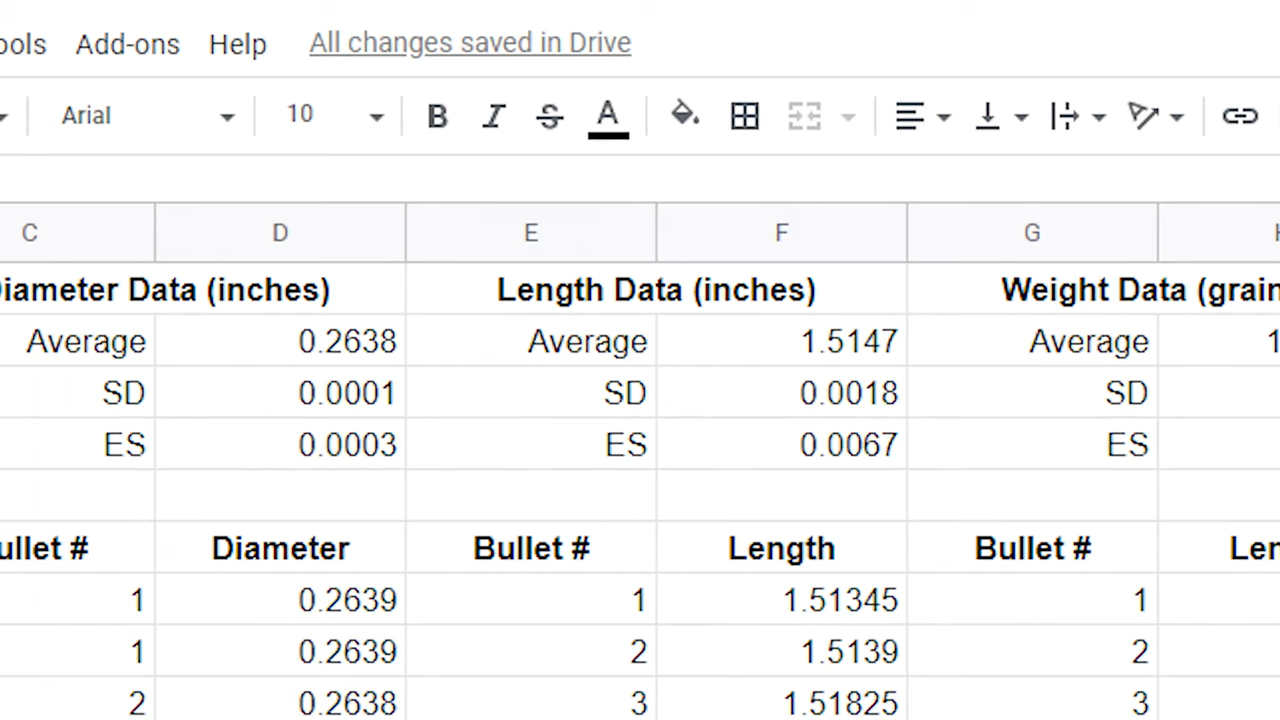 ools Add-ons Help All changes saved in Drive
Arial 10 B I S A
C D E F G
iameter Data (inches) Length Data (inches) Weight Data (grain
Average 0.2638 Average 1.5147 Average 1
SD 0.0001 SD 0.0018 SD
ES 0.0003 ES 0.0067 ES
ullet # Diameter Bullet # Length Bullet # Len
1 0.2639 1 1.51345 1
1 0.2639 2 1.5139 2
2 0.2638 3 1.51825 3